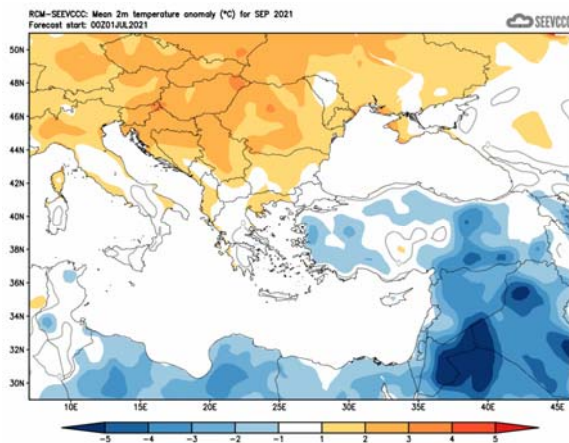 RCM-SEEVCCC: Mean 2m temperature anomaly (°C) for SEP 2021
Forecast start: 00Z01JUL2021
SEEVCCC
50N
48N
46N
44N
42N
40N
38N
36N
34N
32N
30N
10E 15E 20E 25E 30E 35E 40E 45E
-5 -4 -3 -2 -1 1 2 3 4 5